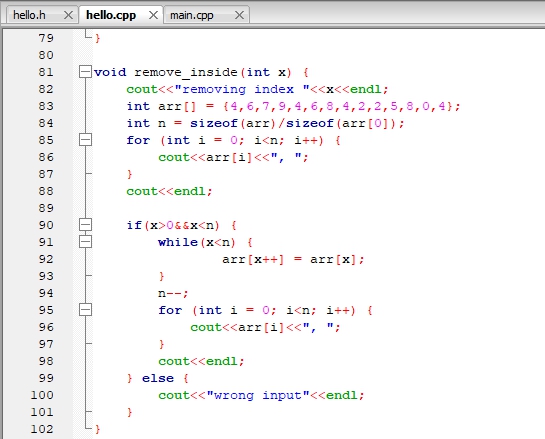 hello.h X hello.cpp X main.cpp X
79 }
80
81 void remove_inside(int x) {
82 cout<<"removing index "<<x<<endl;
83 int arr[] = {4,6,7,9,4,6,8,4,2,2,5,8,0,4};
84 int n = sizeof(arr)/sizeof(arr[0]);
85 for (int i = 0; i<n; i++) {
86 cout<<arr[i]<<", ";
87 }
88 cout<<endl;
89
90 if(x>0&&x<n) {
91 while(x<n) {
92 arr[x++] = arr[x];
93 }
94 n--;
95 for (int i = 0; i<n; i++) {
96 cout<<arr[i]<<", ";
97 }
98 cout<<endl;
99 } else {
100 cout<<"wrong input"<<endl;
101 }
102 }